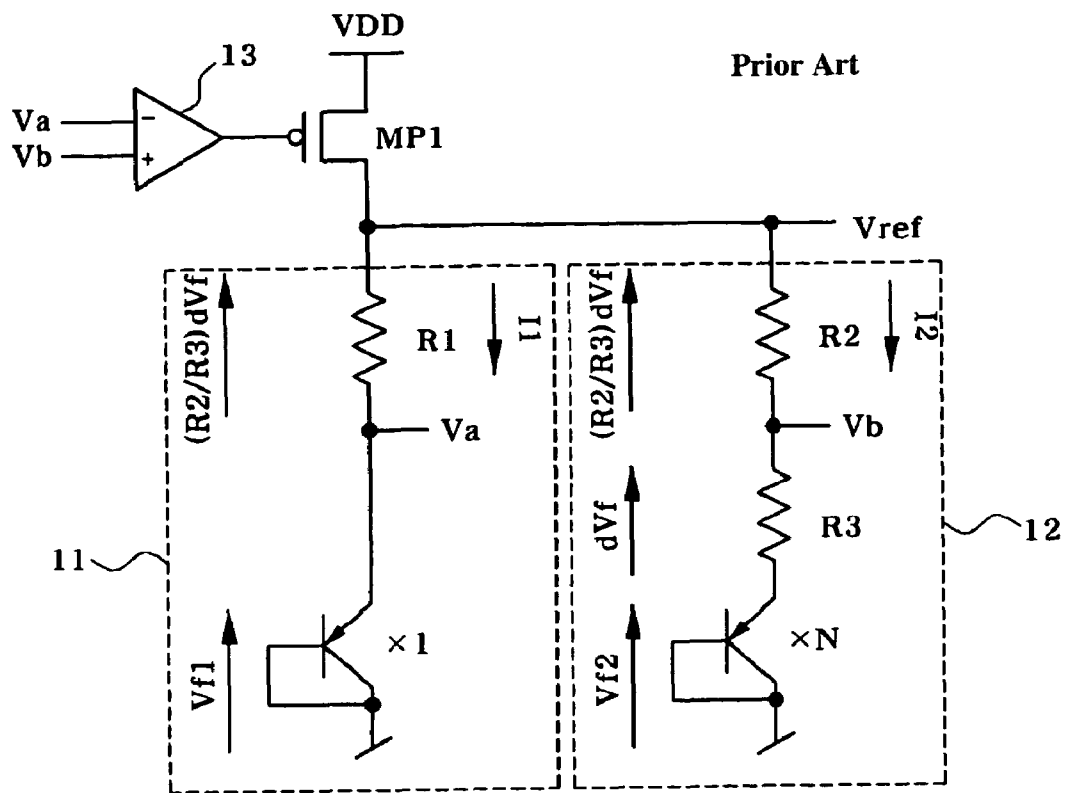 VDD
13
Prior Art
Va
−
Vb
+
MP1
Vref
(R2/R3)dVf
R1
I1
(R2/R3)dVf
R2
I2
Va
Vb
dVf
R3
11
12
Vf1
×1
Vf2
×N